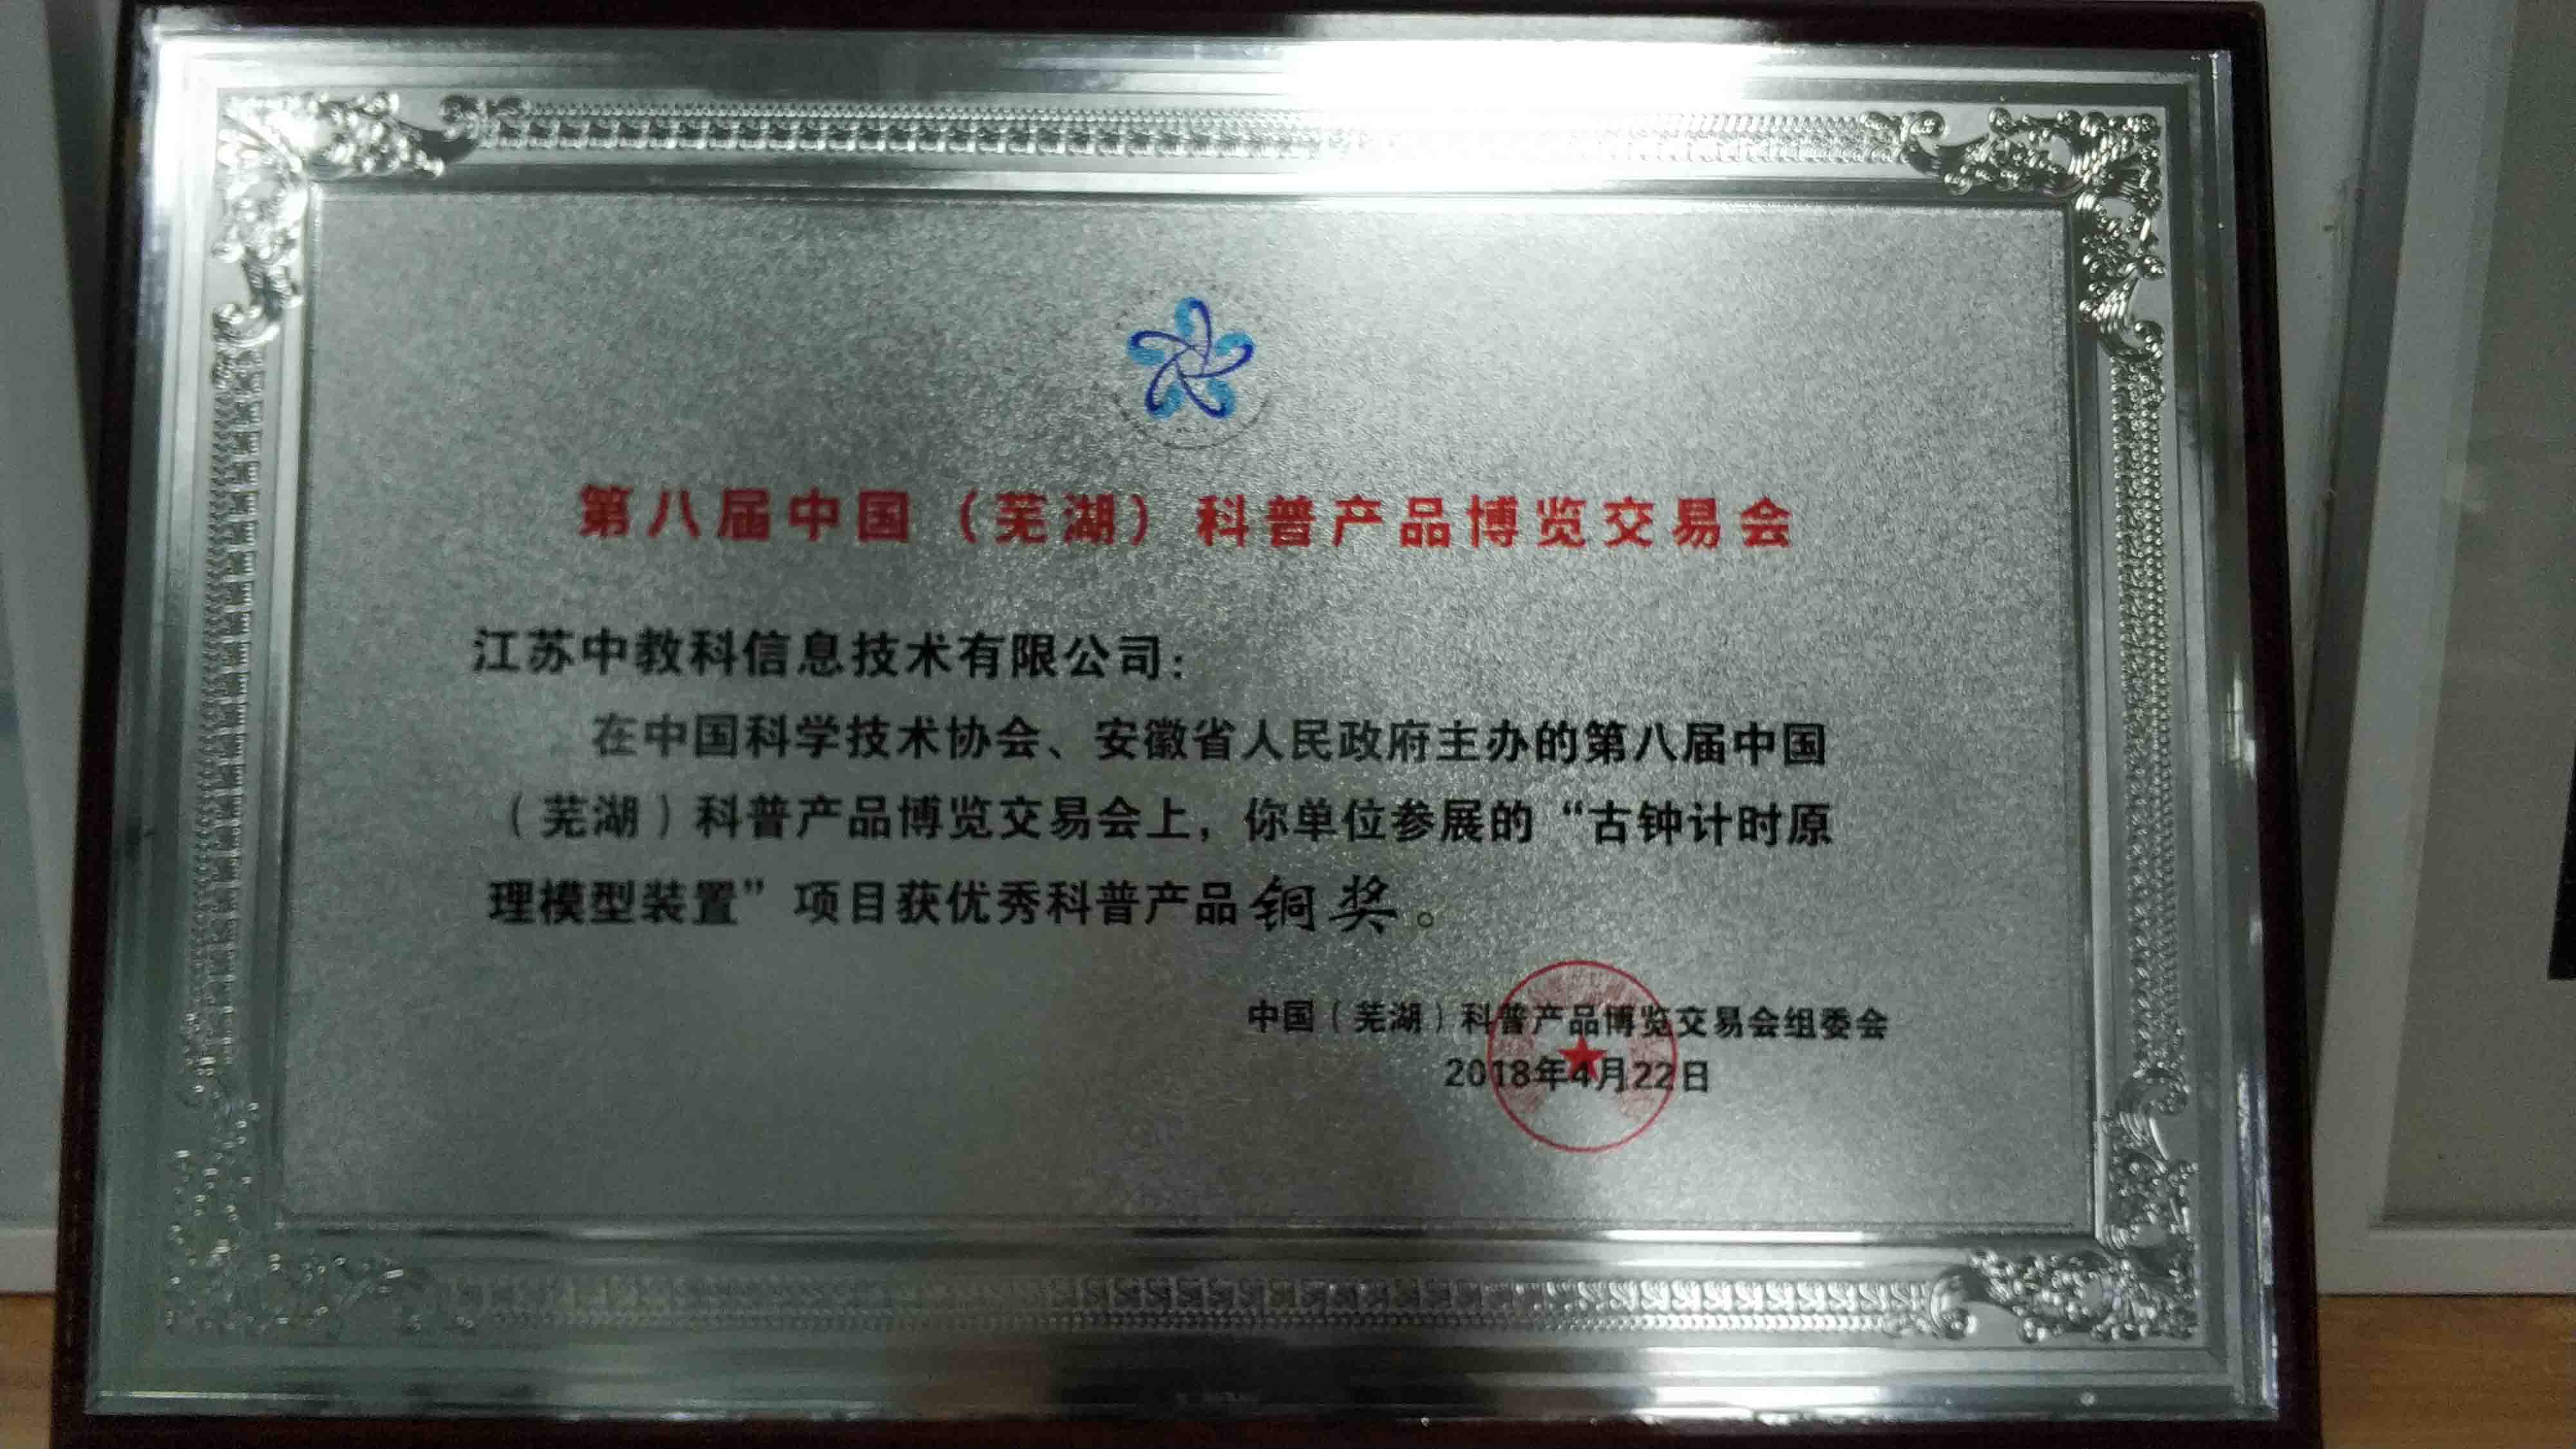 第八届中国（芜湖）科普产品博览交易会
江苏中教科信息技术有限公司：
在中国科学技术协会、安徽省人民政府主办的第八届中国
（芜湖）科普产品博览交易会上，你单位参展的“古钟计时原
理模型装置”项目获优秀科普产品铜奖。
中国（芜湖）科普产品博览交易会组委会
2018年4月22日